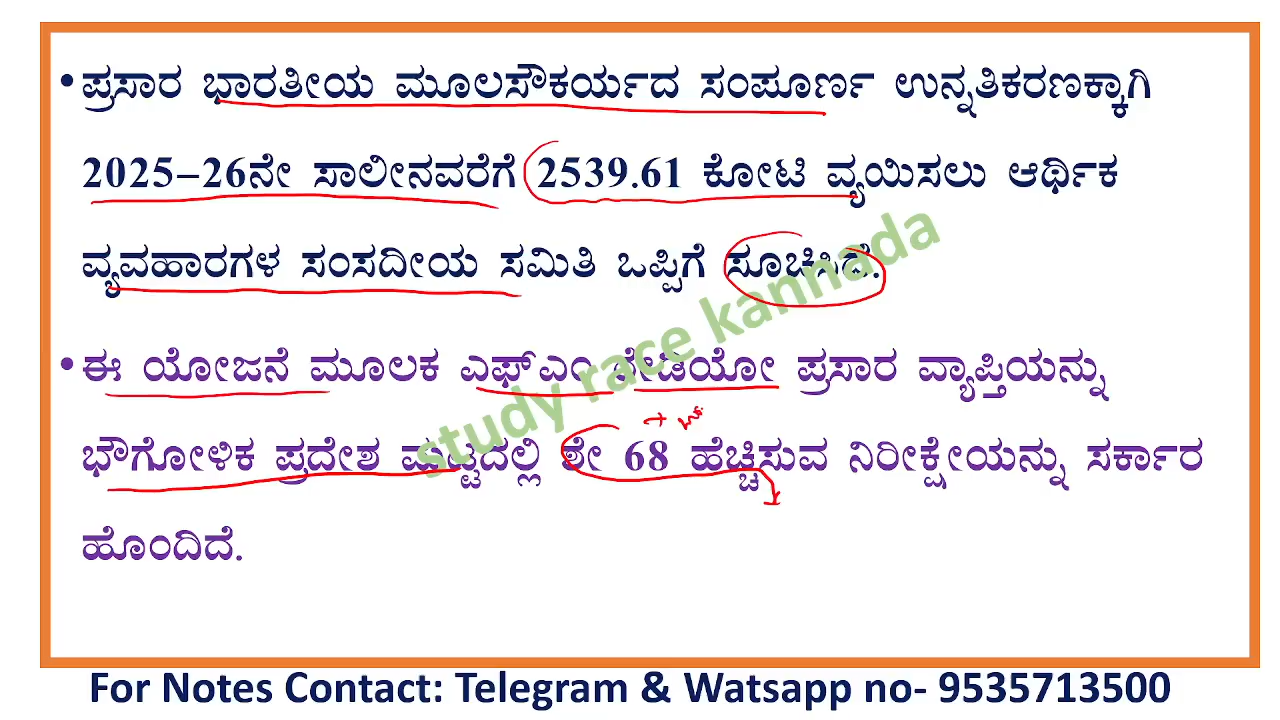 •ಪ್ರಸಾರ ಭಾರತೀಯ ಮೂಲಸೌಕರ್ಯದ ಸಂಪೂರ್ಣ ಉನ್ನತಿಕರಣಕ್ಕಾಗಿ
2025–26ನೇ ಸಾಲೀನವರೆಗೆ 2539.61 ಕೋಟಿ ವ್ಯಯಿಸಲು ಆರ್ಥಿಕ
ವ್ಯವಹಾರಗಳ ಸಂಸದೀಯ ಸಮಿತಿ ಒಪ್ಪಿಗೆ ಸೂಚಿಸಿದೆ.
•ಈ ಯೋಜನೆ ಮೂಲಕ ಎಫ್ಎಂ ರೇಡಿಯೋ ಪ್ರಸಾರ ವ್ಯಾಪ್ತಿಯನ್ನು
ಭೌಗೋಳಿಕ ಪ್ರದೇಶ ಮಟ್ಟದಲ್ಲಿ ಶೇ 68 ಹೆಚ್ಚಿಸುವ ನಿರೀಕ್ಷೇಯನ್ನು ಸರ್ಕಾರ
ಹೊಂದಿದೆ.
study race kannada
For Notes Contact: Telegram & Watsapp no- 9535713500